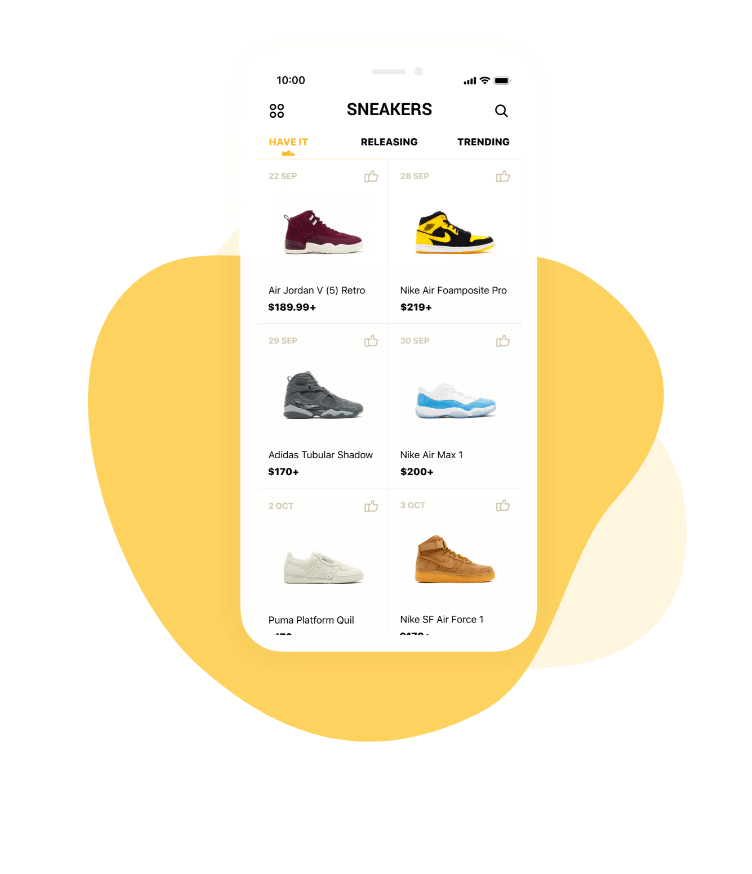 10:00
SNEAKERS
HAVE IT RELEASING TRENDING
22 SEP 28 SEP
Air Jordan V (5) Retro Nike Air Foamposite Pro
$189.99+ $219+
29 SEP 30 SEP
Adidas Tubular Shadow Nike Air Max 1
$170+ $200+
2 OCT 3 OCT
Puma Platform Quil Nike SF Air Force 1